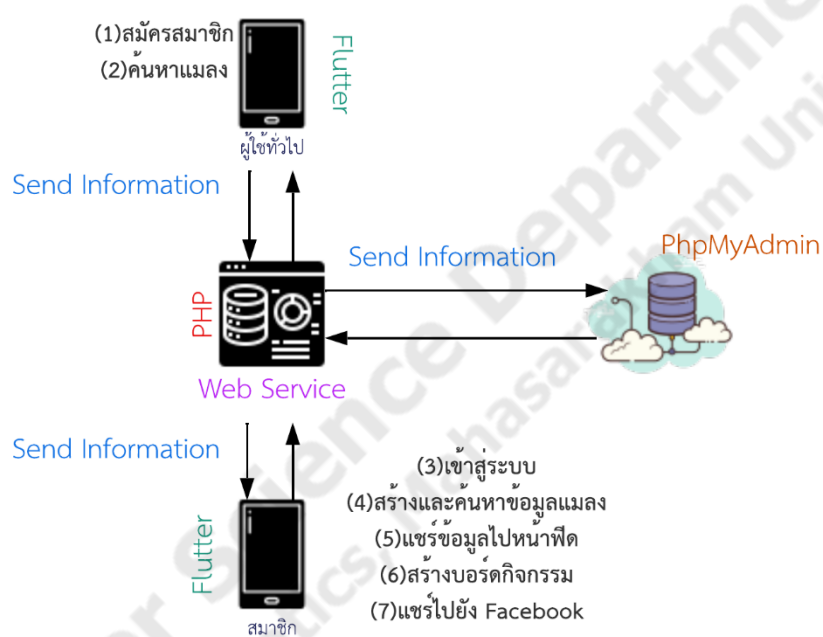 (1)สมัครสมาชิก
(2)ค้นหาแมลง
Flutter
ผู้ใช้ทั่วไป
Send Information
Send Information
PhpMyAdmin
PHP
Web Service
Send Information
(3)เข้าสู่ระบบ
(4)สร้างและค้นหาข้อมูลแมลง
(5)แชร์ข้อมูลไปหน้าฟีด
(6)สร้างบอร์ดกิจกรรม
(7)แชร์ไปยัง Facebook
Flutter
สมาชิก